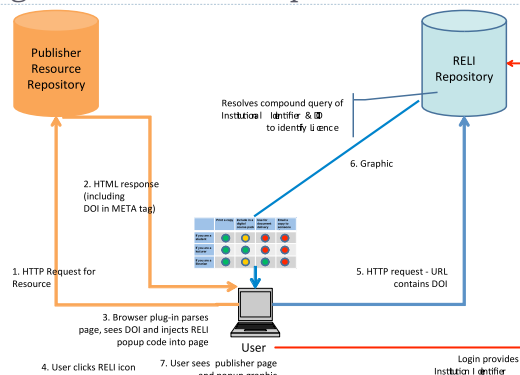 Publisher
Resource
Repository
RELI
Repository
Resolves compound query of
Institutional Identifier & ID
to identify Licence
6. Graphic
2. HTML response
(including
DOI in META tag)
1. HTTP Request for
Resource
5. HTTP request - URL
contains DOI
3. Browser plug-in parses
page, sees DOI and injects RELI
popup code into page
User
4. User clicks RELI icon
7. User sees publisher page
and popup graphic
Login provides
Institution Identifier